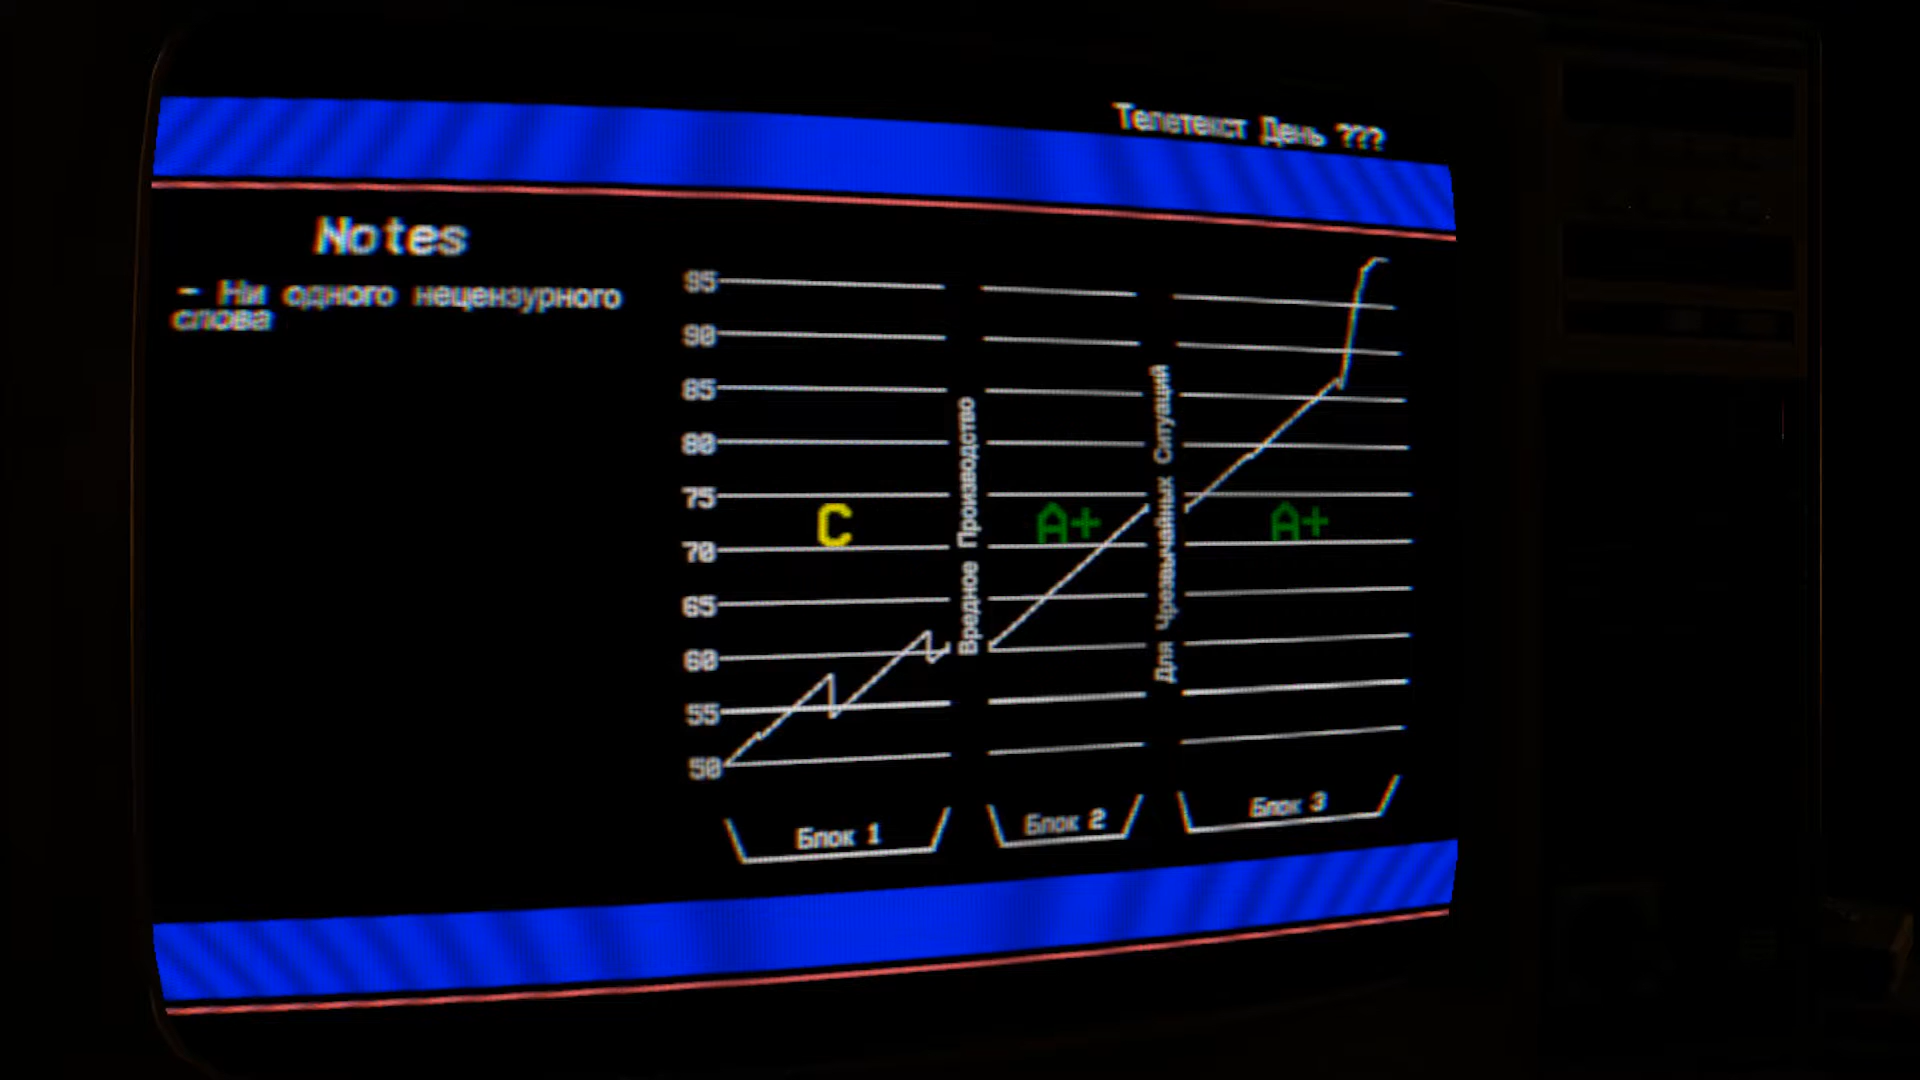 Телетекст День ???
Notes
- Ни одного нецензурного
слова
95
90
85
80
75
70
65
60
55
50
C
Вредное Производство
A+
Для Чрезвычайных Ситуаций
A+
Блок 1
Блок 2
Блок 3